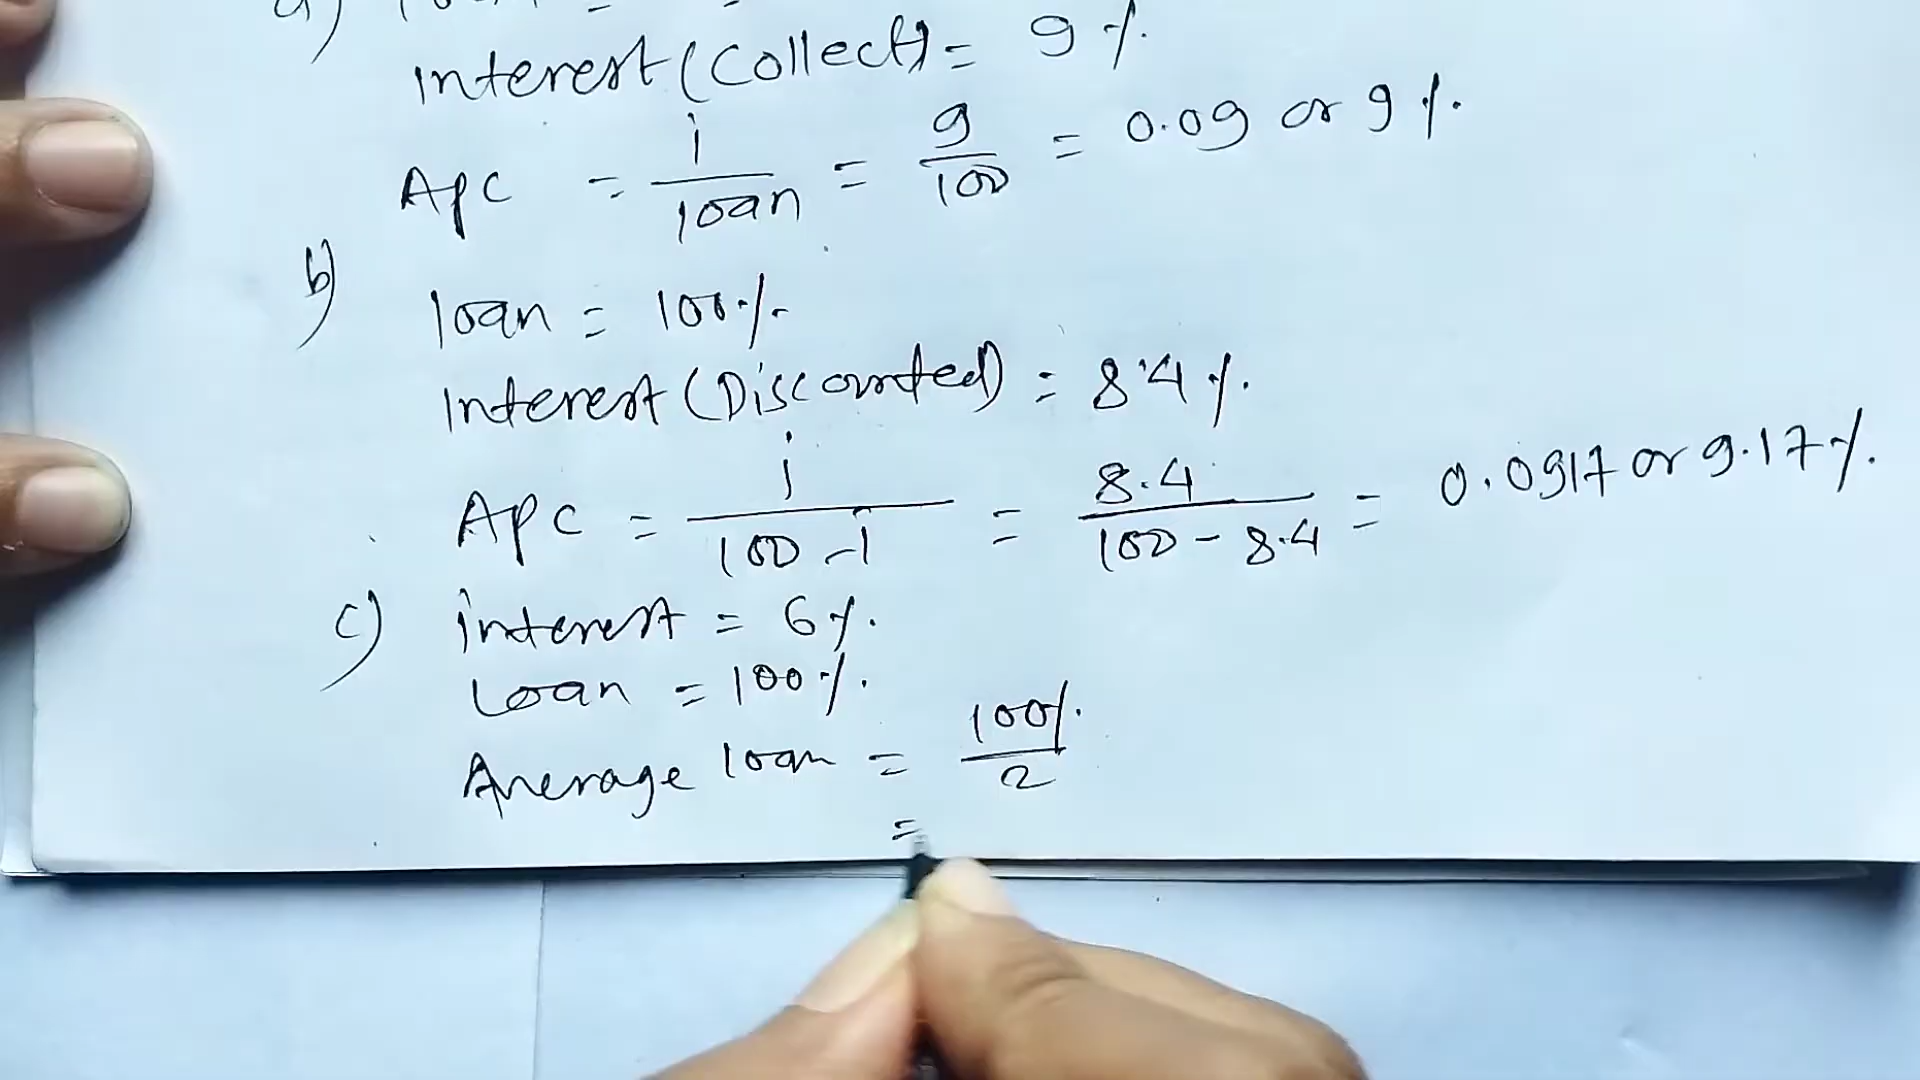 a) loan =
interest (Collect) = 9%
Apc = i/loan = 9/100 = 0.09 or 9%
b)
loan = 100%
interest (Discounted) = 8.4%
Apc = i/100-i = 8.4/100-8.4 = 0.0917 or 9.17%
c) interest = 6%
Loan = 100%
Average loan = 100%/2
=